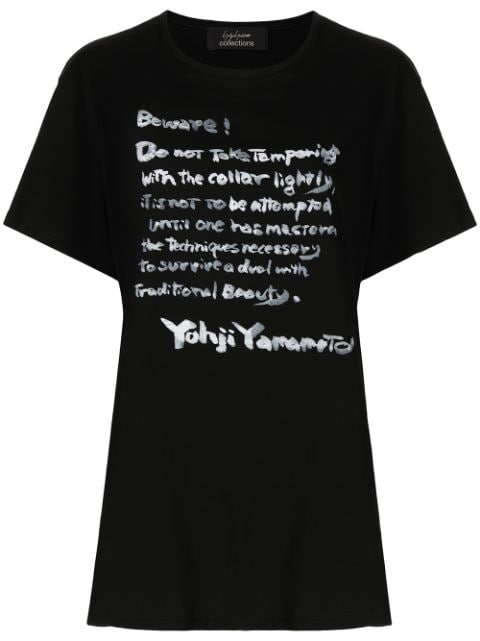 collections
Beware!
Do not Take Tampering
with the collar lightly,
it is not to be attempted
until one has mastered
the Techniques necessary
to survive a duel with
Traditional Beauty.
Yohji Yamamoto